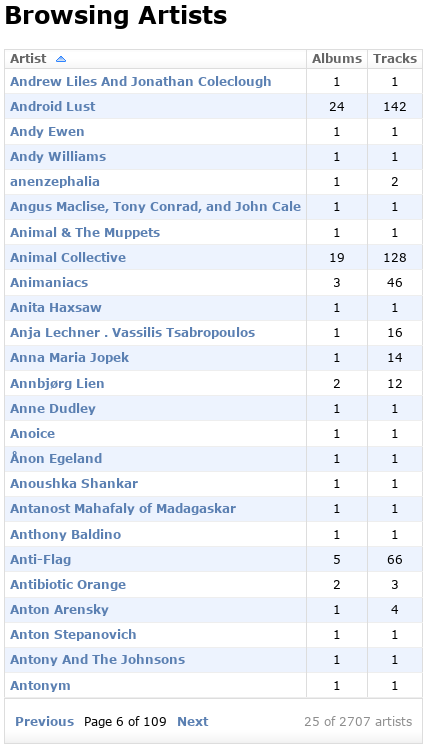 Browsing Artists
Artist Albums Tracks
Andrew Liles And Jonathan Coleclough 1 1
Android Lust 24 142
Andy Ewen 1 1
Andy Williams 1 1
anenzephalia 1 2
Angus Maclise, Tony Conrad, and John Cale 1 1
Animal & The Muppets 1 1
Animal Collective 19 128
Animaniacs 3 46
Anita Haxsaw 1 1
Anja Lechner . Vassilis Tsabropoulos 1 16
Anna Maria Jopek 1 14
Annbjørg Lien 2 12
Anne Dudley 1 1
Anoice 1 1
Ånon Egeland 1 1
Anoushka Shankar 1 1
Antanost Mahafaly of Madagaskar 1 1
Anthony Baldino 1 1
Anti-Flag 5 66
Antibiotic Orange 2 3
Anton Arensky 1 4
Anton Stepanovich 1 1
Antony And The Johnsons 1 1
Antonym 1 1
Previous Page 6 of 109 Next 25 of 2707 artists